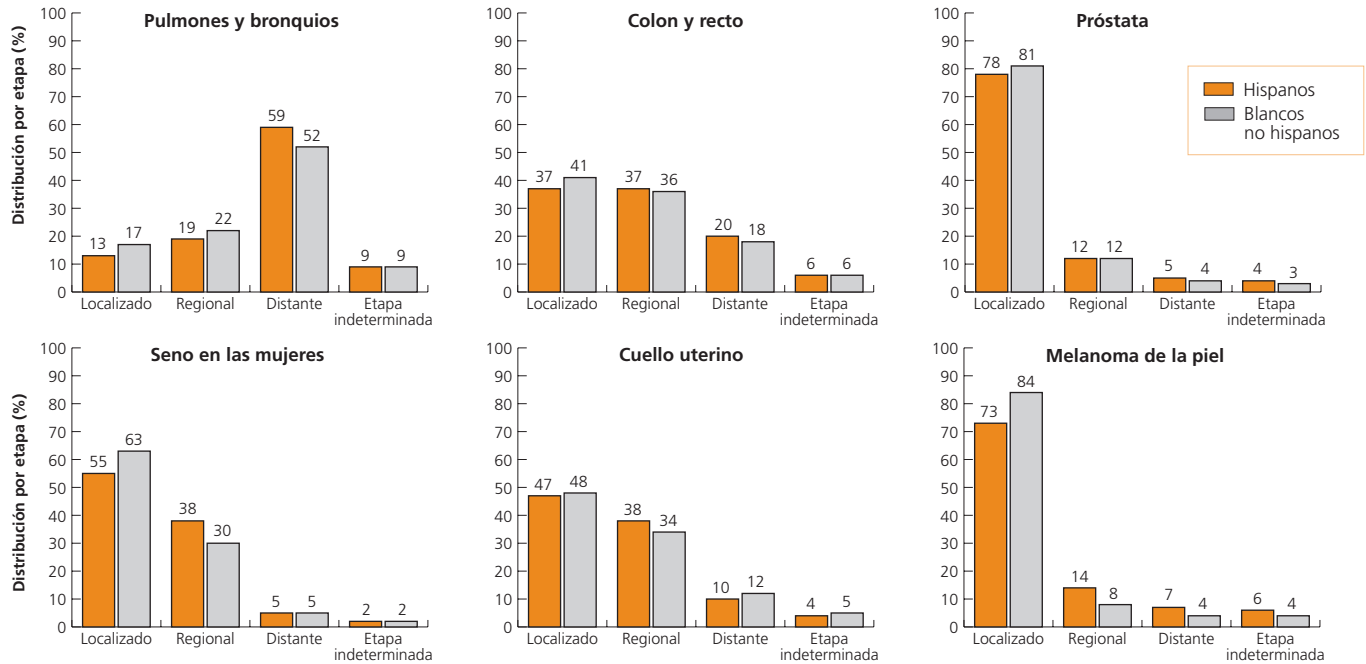 Distribución por etapa (%)
Pulmones y bronquios
100
90
80
70
60
50
40
30
20
10
0
13
17
19
22
59
52
9
9
Localizado
Regional
Distante
Etapa
indeterminada
Colon y recto
100
90
80
70
60
50
40
30
20
10
0
37
41
37
36
20
18
6
6
Localizado
Regional
Distante
Etapa
indeterminada
Próstata
100
90
80
70
60
50
40
30
20
10
0
78
81
12
12
5
4
4
3
Localizado
Regional
Distante
Etapa
indeterminada
Hispanos
Blancos
no hispanos
Distribución por etapa (%)
Seno en las mujeres
100
90
80
70
60
50
40
30
20
10
0
55
63
38
30
5
5
2
2
Localizado
Regional
Distante
Etapa
indeterminada
Cuello uterino
100
90
80
70
60
50
40
30
20
10
0
47
48
38
34
10
12
4
5
Localizado
Regional
Distante
Etapa
indeterminada
Melanoma de la piel
100
90
80
70
60
50
40
30
20
10
0
73
84
14
8
7
4
6
4
Localizado
Regional
Distante
Etapa
indeterminada